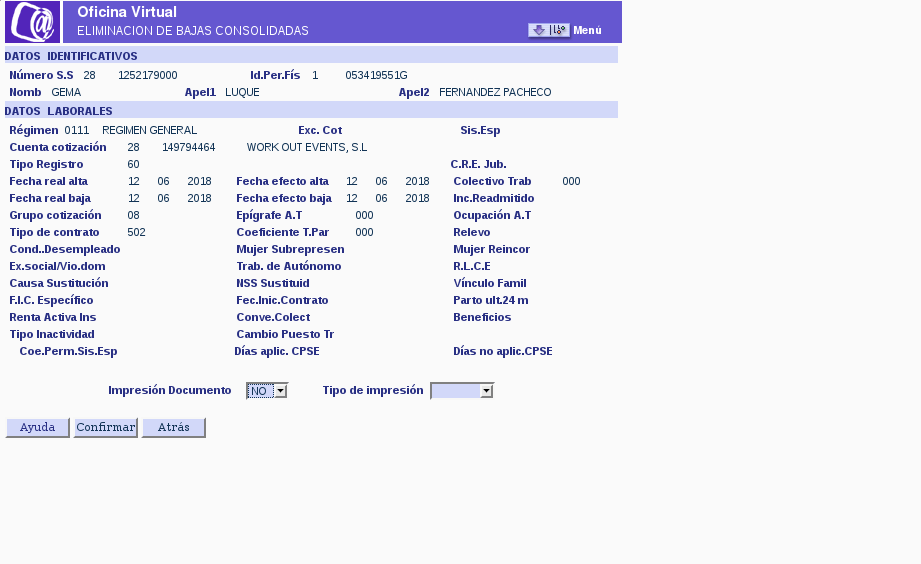 Oficina Virtual
ELIMINACION DE BAJAS CONSOLIDADAS
Menú
DATOS IDENTIFICATIVOS
Número S.S 28 1252179000 Id.Per.Fís 1 053419551G
Nomb GEMA Apel1 LUQUE Apel2 FERNANDEZ PACHECO
DATOS LABORALES
Régimen 0111 REGIMEN GENERAL Exc. Cot Sis.Esp
Cuenta cotización 28 149794464 WORK OUT EVENTS, S.L
Tipo Registro 60 C.R.E. Jub.
Fecha real alta 12 06 2018 Fecha efecto alta 12 06 2018 Colectivo Trab 000
Fecha real baja 12 06 2018 Fecha efecto baja 12 06 2018 Inc.Readmitido
Grupo cotización 08 Epígrafe A.T 000 Ocupación A.T
Tipo de contrato 502 Coeficiente T.Par 000 Relevo
Cond..Desempleado Mujer Subrepresen Mujer Reincor
Ex.social/Vio.dom Trab. de Autónomo R.L.C.E
Causa Sustitución NSS Sustituid Vínculo Famil
F.I.C. Específico Fec.Inic.Contrato Parto ult.24 m
Renta Activa Ins Conve.Colect Beneficios
Tipo Inactividad Cambio Puesto Tr
Coe.Perm.Sis.Esp Días aplic. CPSE Días no aplic.CPSE
Impresión Documento NO Tipo de impresión
Ayuda Confirmar Atrás